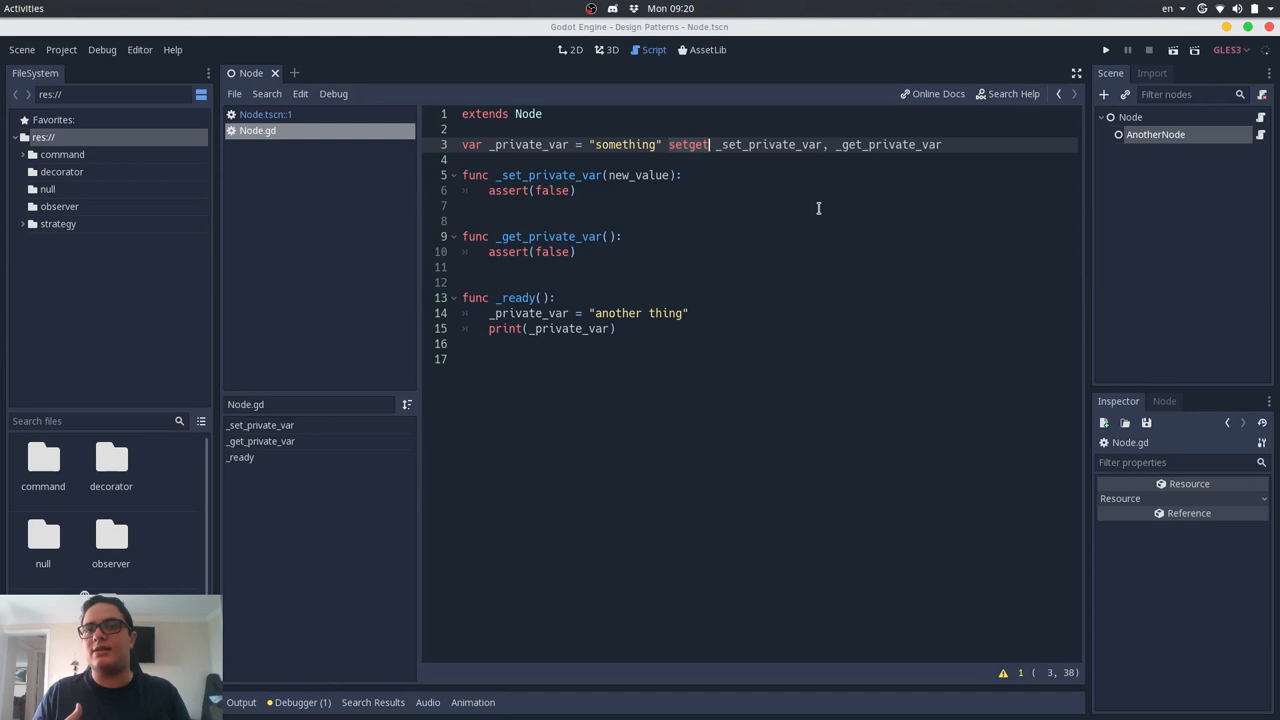 Activities
Mon 09:20
en
Godot Engine - Design Patterns - Node.tscn
Scene Project Debug Editor Help
2D 3D Script AssetLib
GLES3
FileSystem
res://
Favorites:
res://
command
decorator
null
observer
strategy
Search files
command decorator
null observer
Node
File Search Edit Debug
Online Docs Search Help
Node.tscn::1
Node.gd
Node.gd
_set_private_var
_get_private_var
_ready
1 extends Node
2
3 var _private_var = "something" setget _set_private_var, _get_private_var
4
5 func _set_private_var(new_value):
6 assert(false)
7
8
9 func _get_private_var():
10 assert(false)
11
12
13 func _ready():
14 _private_var = "another thing"
15 print(_private_var)
16
17
1 ( 3, 38)
Output Debugger (1) Search Results Audio Animation
Scene Import
Filter nodes
Node
AnotherNode
Inspector Node
Node.gd
Filter properties
Resource
Resource
Reference